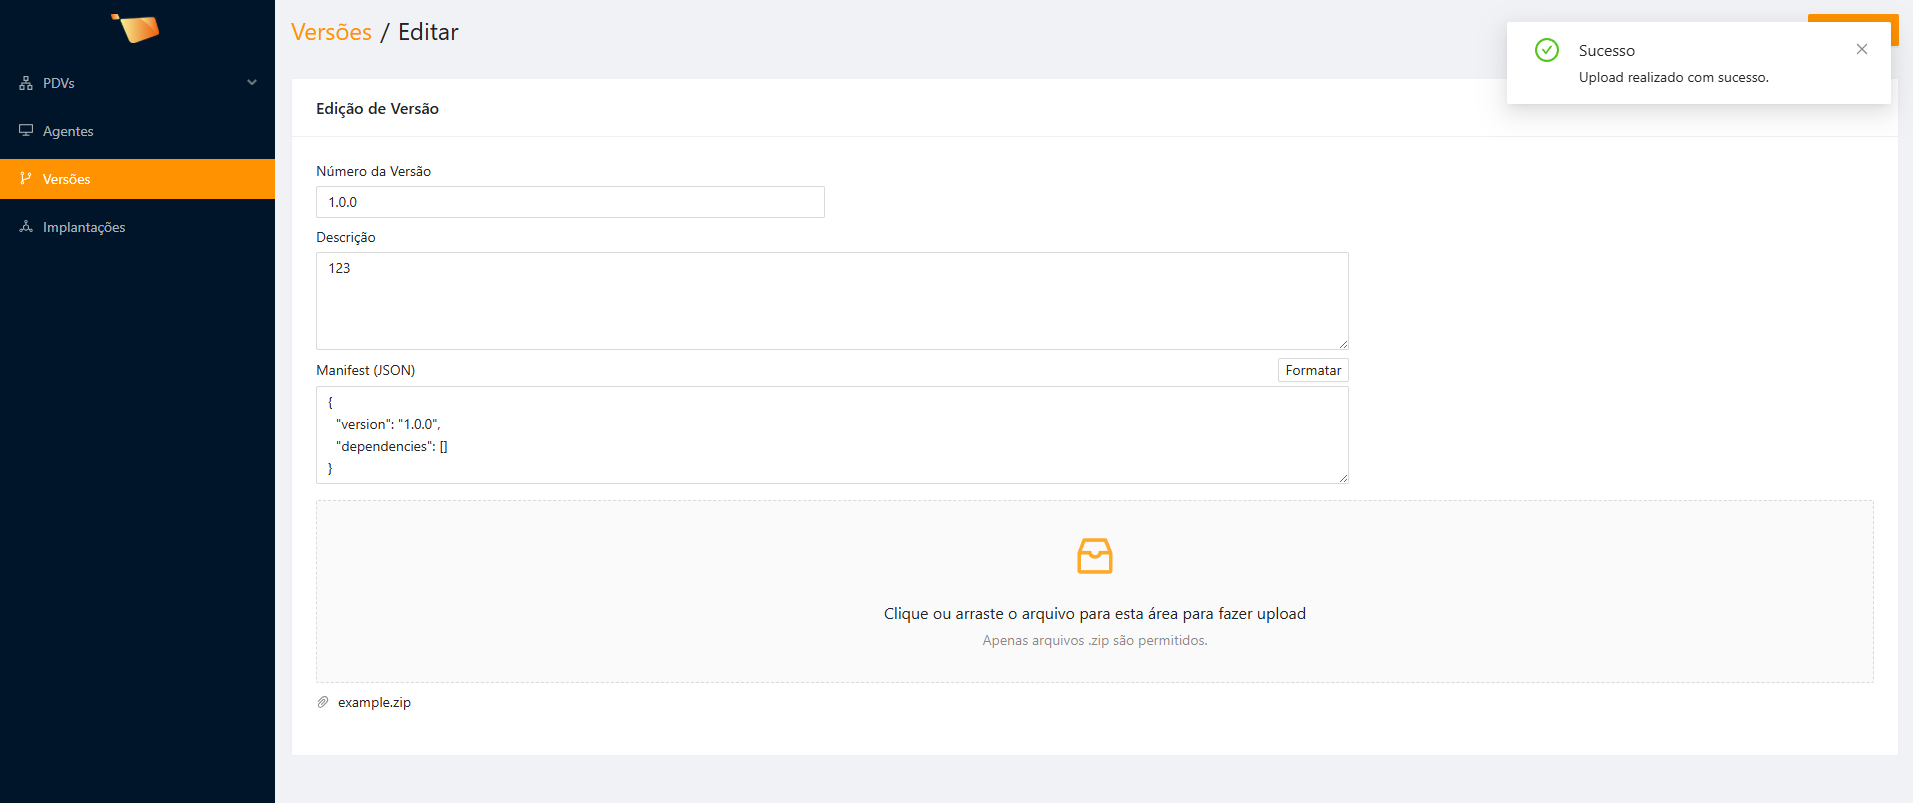 PDVs
Agentes
Versões
Implantações
Versões / Editar
Sucesso
Upload realizado com sucesso.
Edição de Versão
Número da Versão
1.0.0
Descrição
123
Manifest (JSON)
Formatar
{
"version": "1.0.0",
"dependencies": []
}
Clique ou arraste o arquivo para esta área para fazer upload
Apenas arquivos .zip são permitidos.
example.zip